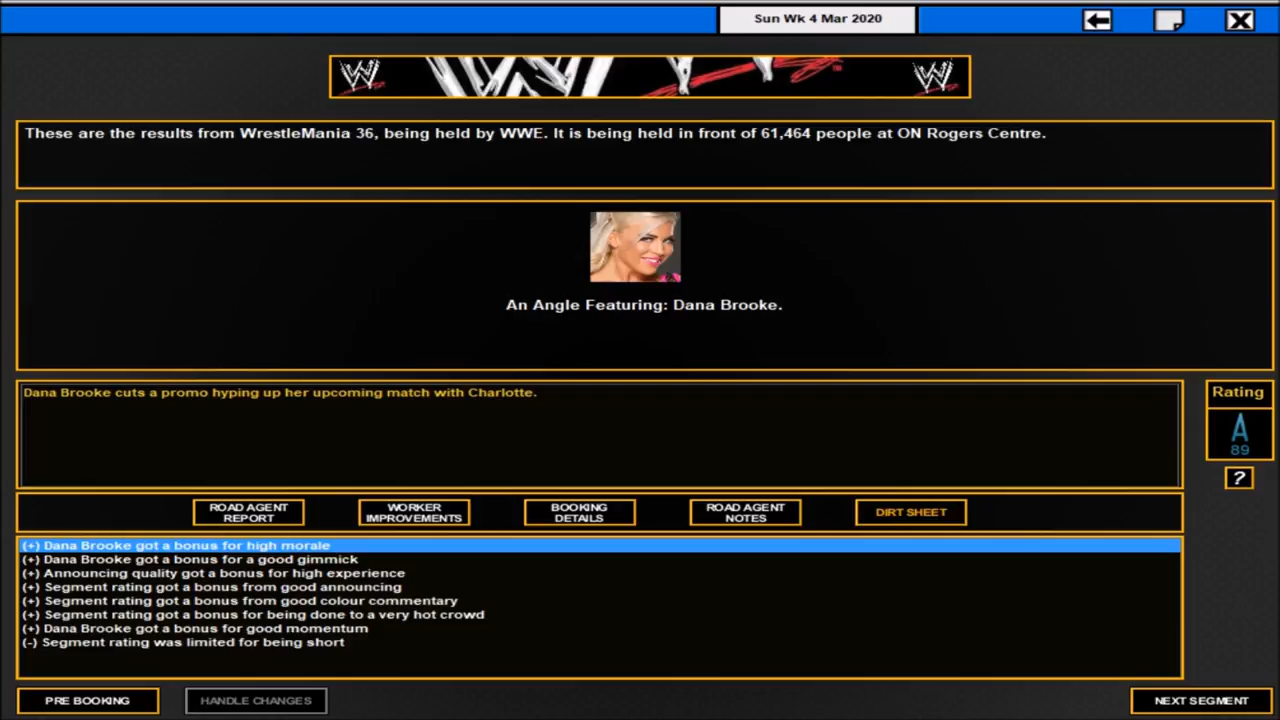 Sun Wk 4 Mar 2020
These are the results from WrestleMania 36, being held by WWE. It is being held in front of 61,464 people at ON Rogers Centre.
An Angle Featuring: Dana Brooke.
Dana Brooke cuts a promo hyping up her upcoming match with Charlotte.
Rating
A
89
?
ROAD AGENT
REPORT
WORKER
IMPROVEMENTS
BOOKING
DETAILS
ROAD AGENT
NOTES
DIRT SHEET
(+) Dana Brooke got a bonus for high morale
(+) Dana Brooke got a bonus for a good gimmick
(+) Announcing quality got a bonus for high experience
(+) Segment rating got a bonus from good announcing
(+) Segment rating got a bonus from good colour commentary
(+) Segment rating got a bonus for being done to a very hot crowd
(+) Dana Brooke got a bonus for good momentum
(-) Segment rating was limited for being short
PRE BOOKING
HANDLE CHANGES
NEXT SEGMENT